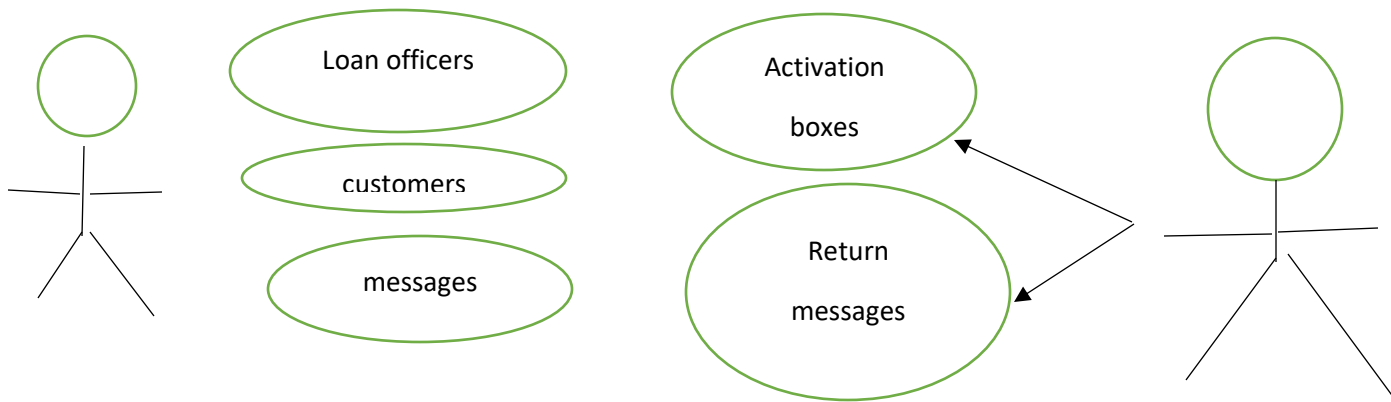 Loan officers
customers
messages
Activation
boxes
Return
messages